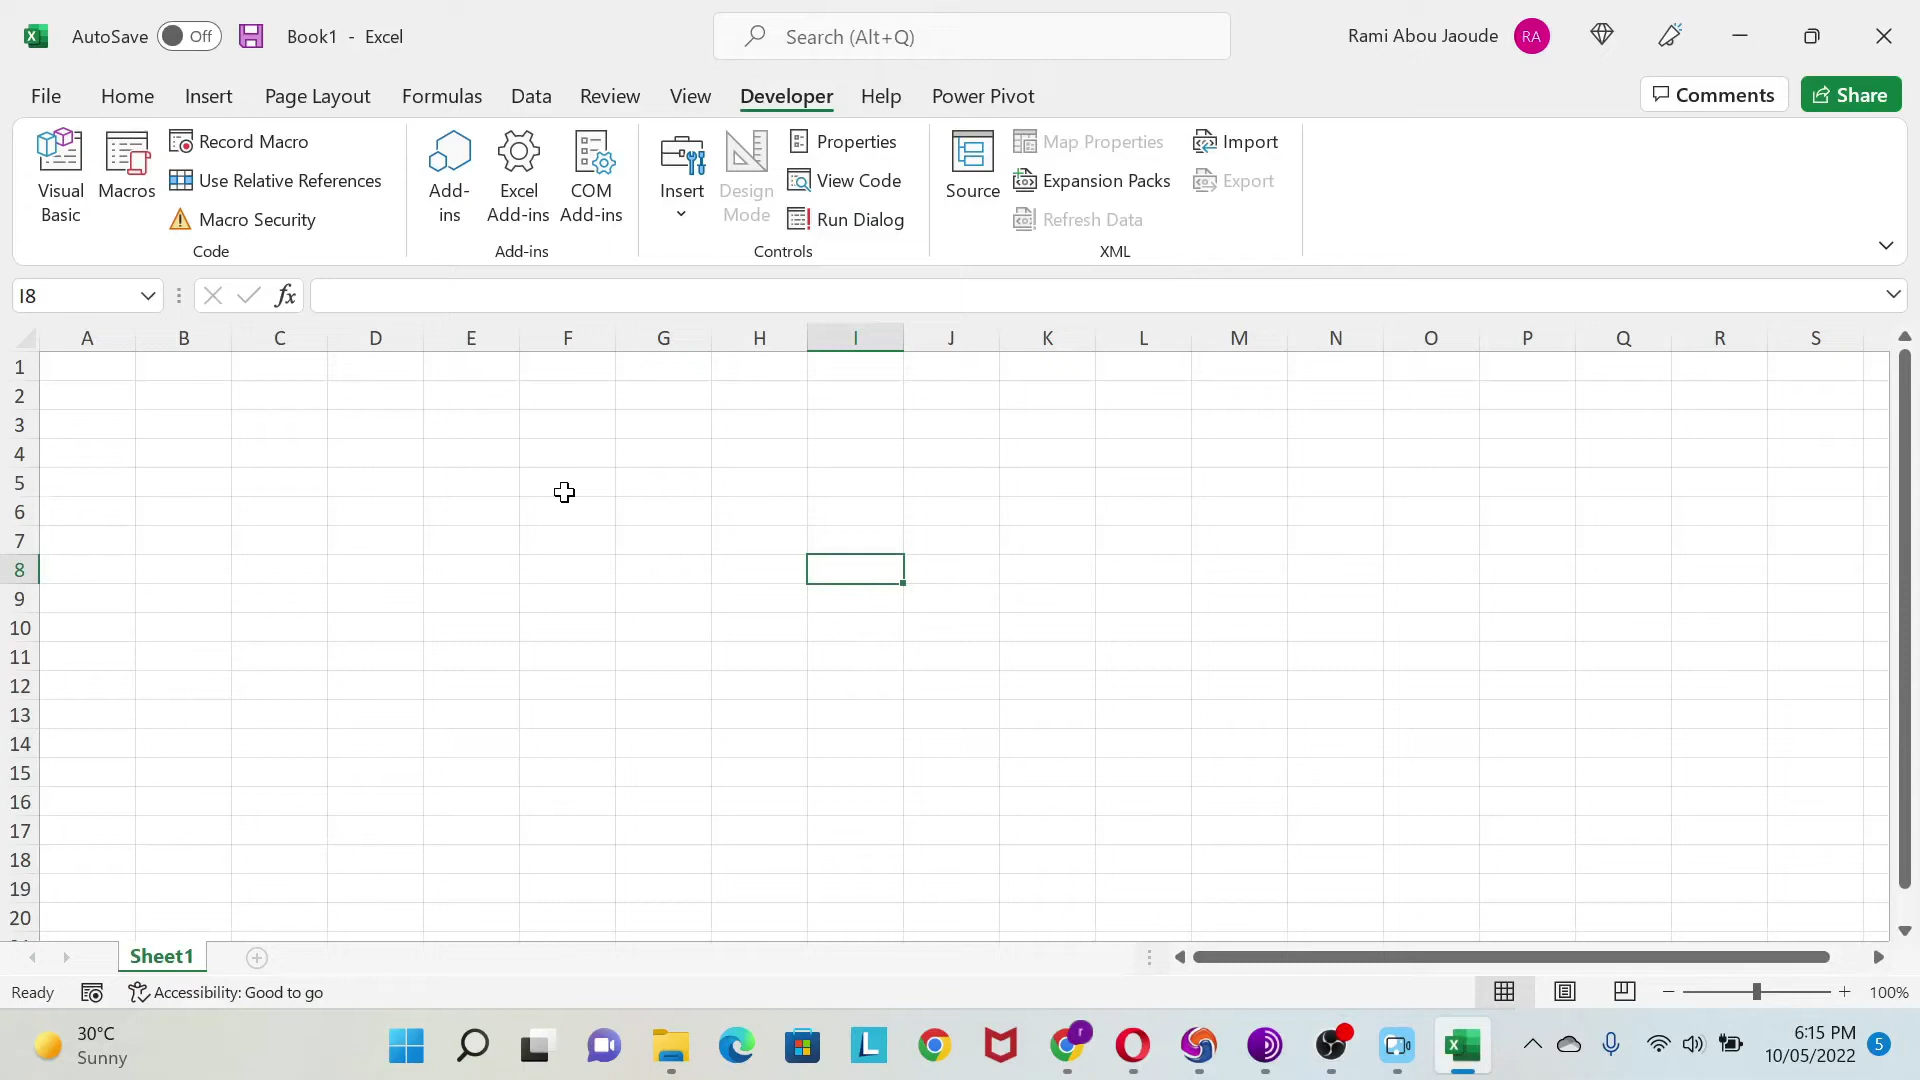 AutoSave Off Book1 - Excel Search (Alt+Q) Rami Abou Jaoude RA
File Home Insert Page Layout Formulas Data Review View Developer Help Power Pivot Comments Share
Visual Basic
Macros
Record Macro
Use Relative References
Macro Security
Code
Add-ins
Excel Add-ins
COM Add-ins
Add-ins
Insert
Design Mode
Properties
View Code
Run Dialog
Controls
Source
Map Properties
Expansion Packs
Refresh Data
Import
Export
XML
I8 fx
A B C D E F G H I J K L M N O P Q R S
1
2
3
4
5
6
7
8
9
10
11
12
13
14
15
16
17
18
19
20
Sheet1
Ready Accessibility: Good to go 100%
30°C
Sunny
L
r
6:15 PM
10/05/2022
5